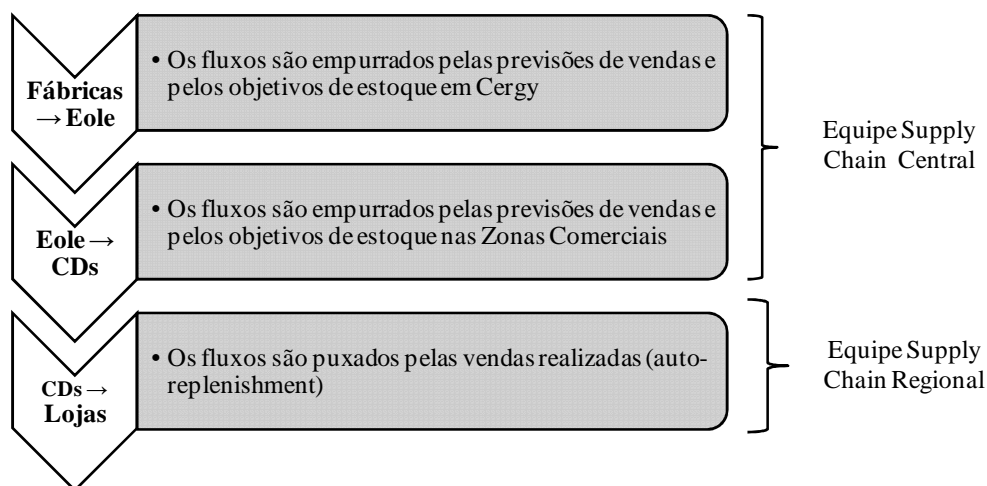 Fábricas
→ Eole
• Os fluxos são empurrados pelas previsões de vendas e
pelos objetivos de estoque em Cergy
Eole →
CDs
• Os fluxos são empurrados pelas previsões de vendas e
pelos objetivos de estoque nas Zonas Comerciais
Equipe Supply
Chain Central
CDs →
Lojas
• Os fluxos são puxados pelas vendas realizadas (auto-
replenishment)
Equipe Supply
Chain Regional